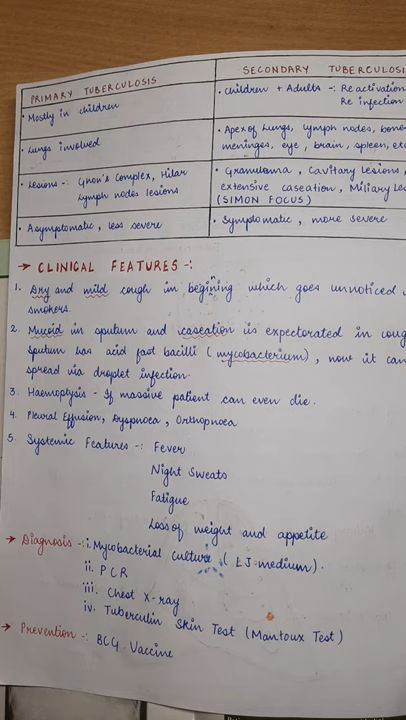 PRIMARY TUBERCULOSIS
SECONDARY TUBERCULOSI
• Mostly in children
• Children + Adults -: Reactivation
Re infection
• Lungs involved
• Apex of Lungs, lymph nodes, bone
meninges, eye, brain, spleen, etc
• Lesions -: Ghon's Complex, Hilar
Lymph nodes lesions
• Granuloma, Cavitary Lesions,
extensive caseation, Miliary Les
(SIMON FOCUS)
• Asymptomatic, less severe
• Symptomatic, more severe
→ CLINICAL FEATURES -:
1. Dry and mild cough in begining which goes unnoticed
smokers.
2. Mucoid in sputum and caseation is expectorated in coug
sputum has acid fast bacilli (mycobacterium), now it can
spread via droplet infection.
3. Haemoptysis - If massive patient can even die.
4. Pleural Effusion, Dyspnoea, Orthopnoea
5. Systemic Features -: Fever
Night Sweats
Fatigue
Loss of weight and appetite
→ Diagnosis -: i. Mycobacterial culture (LJ medium).
ii. PCR
iii. Chest X-ray
iv. Tuberculin Skin Test (Mantoux Test)
→ Prevention -: BCG Vaccine